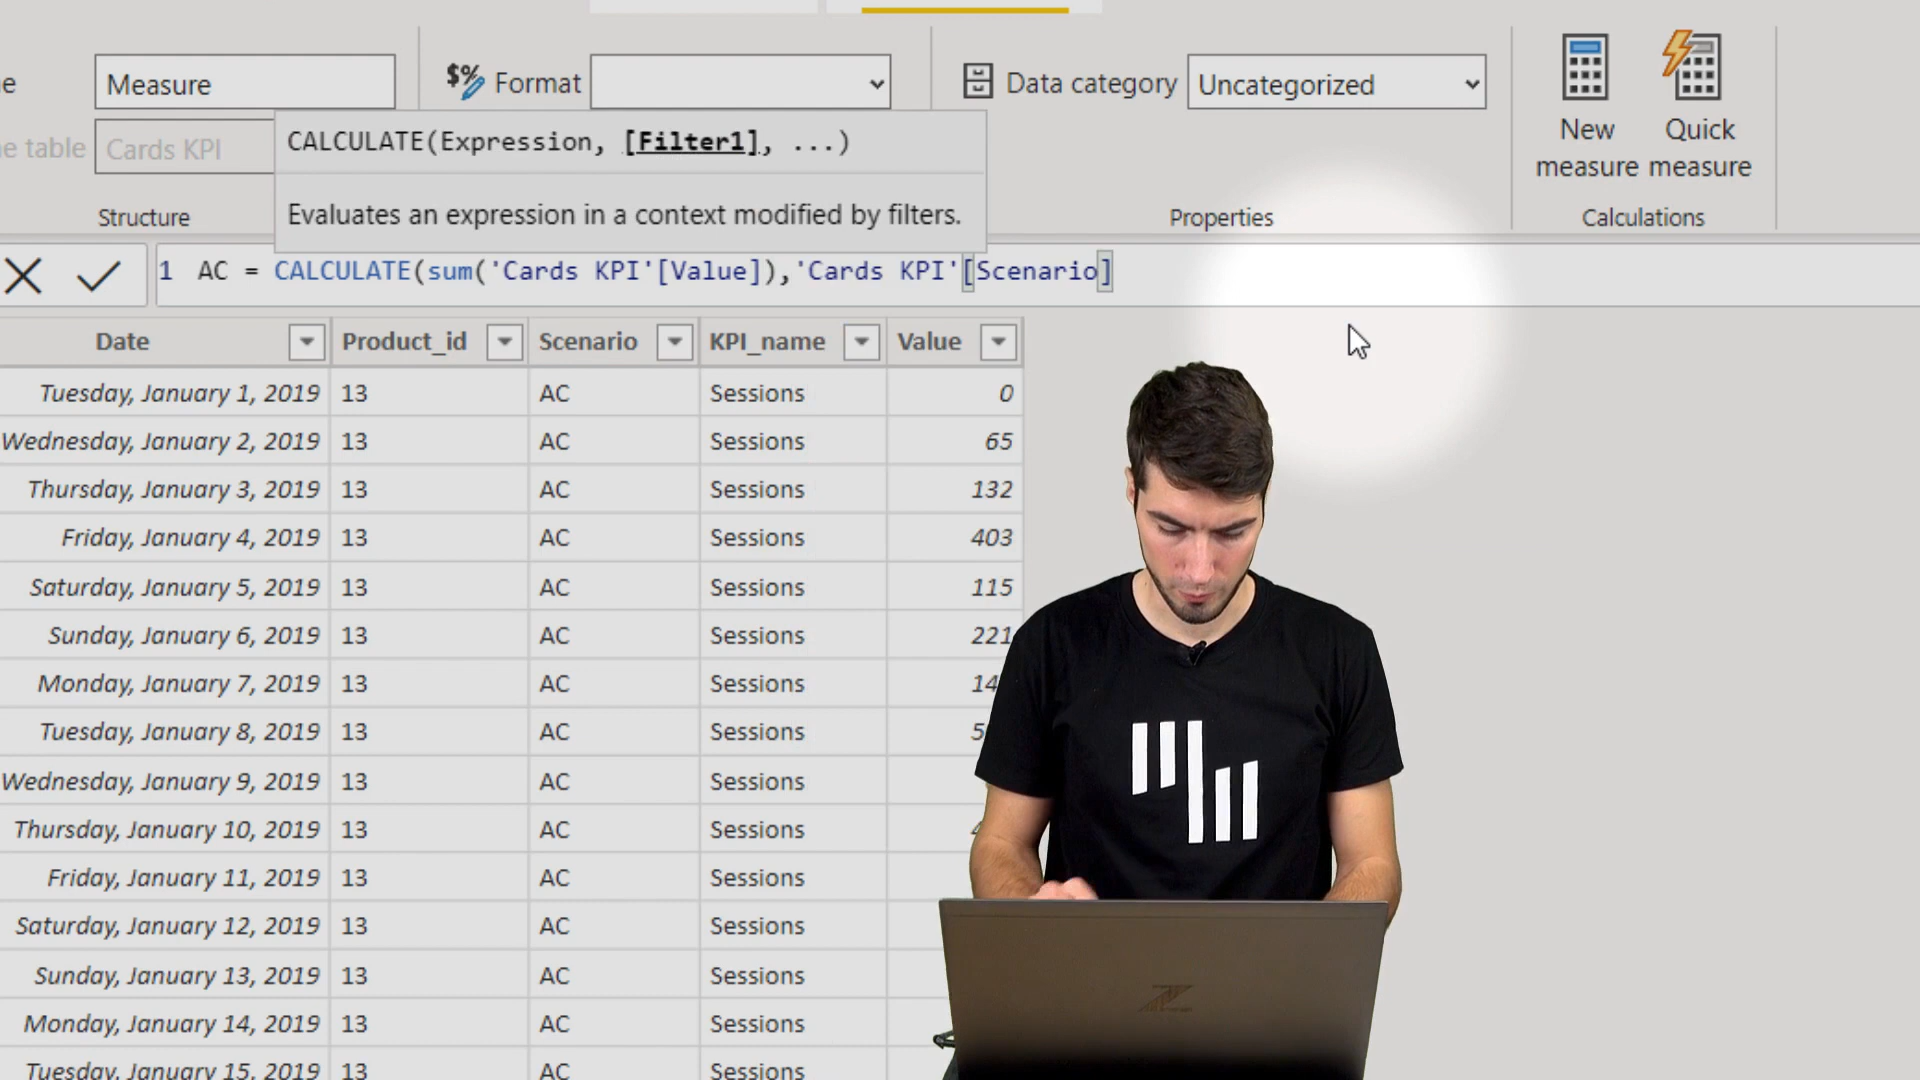 e Measure
$% Format
Data category Uncategorized
New measure
Quick measure
e table Cards KPI
CALCULATE(Expression, [Filter1], ...)
Evaluates an expression in a context modified by filters.
Structure
Properties
Calculations
1 AC = CALCULATE(sum('Cards KPI'[Value]),'Cards KPI'[Scenario]
Date Product_id Scenario KPI_name Value
Tuesday, January 1, 2019 13 AC Sessions 0
Wednesday, January 2, 2019 13 AC Sessions 65
Thursday, January 3, 2019 13 AC Sessions 132
Friday, January 4, 2019 13 AC Sessions 403
Saturday, January 5, 2019 13 AC Sessions 115
Sunday, January 6, 2019 13 AC Sessions 221
Monday, January 7, 2019 13 AC Sessions 14
Tuesday, January 8, 2019 13 AC Sessions 5
Wednesday, January 9, 2019 13 AC Sessions
Thursday, January 10, 2019 13 AC Sessions
Friday, January 11, 2019 13 AC Sessions
Saturday, January 12, 2019 13 AC Sessions
Sunday, January 13, 2019 13 AC Sessions
Monday, January 14, 2019 13 AC Sessions
Tuesday, January 15, 2019 13 AC Sessions